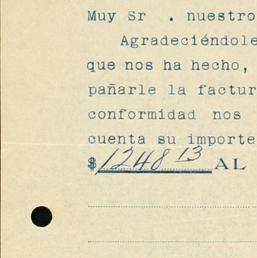 Muy Sr . nuestro
Agradeciéndole
que nos ha hecho,
pañarle la factur
conformidad nos
cuenta su importe
$ 1248 13 AL